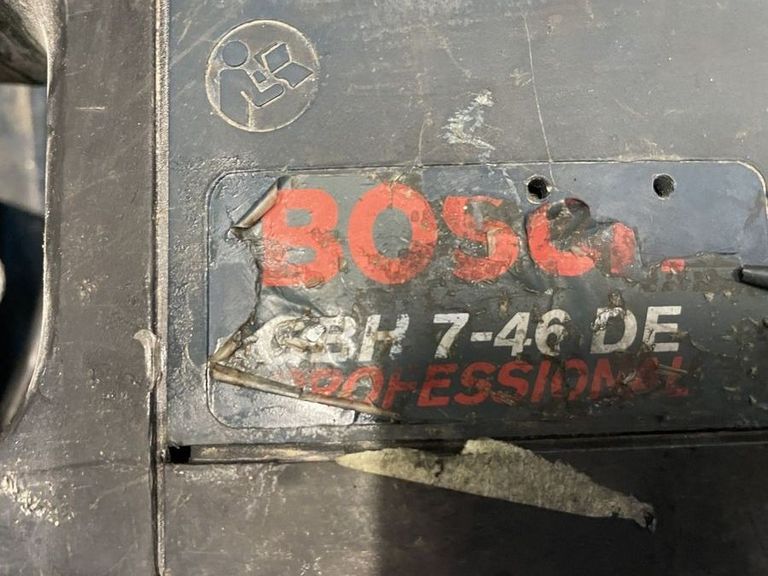 BOSCH
GBH 7-46 DE
PROFESSIONAL